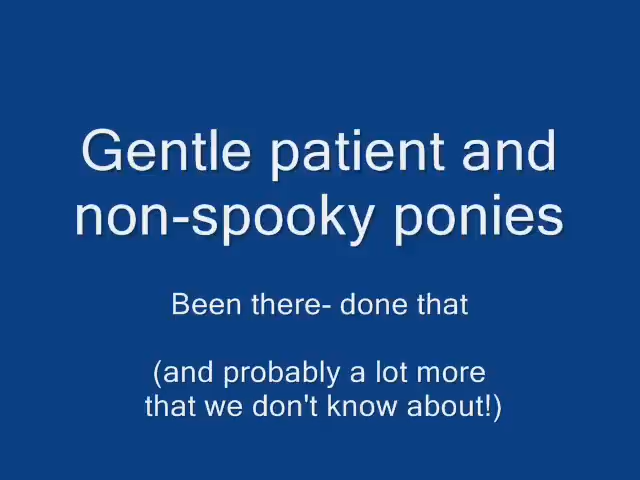 Gentle patient and
non-spooky ponies
Been there- done that
(and probably a lot more
that we don't know about!)